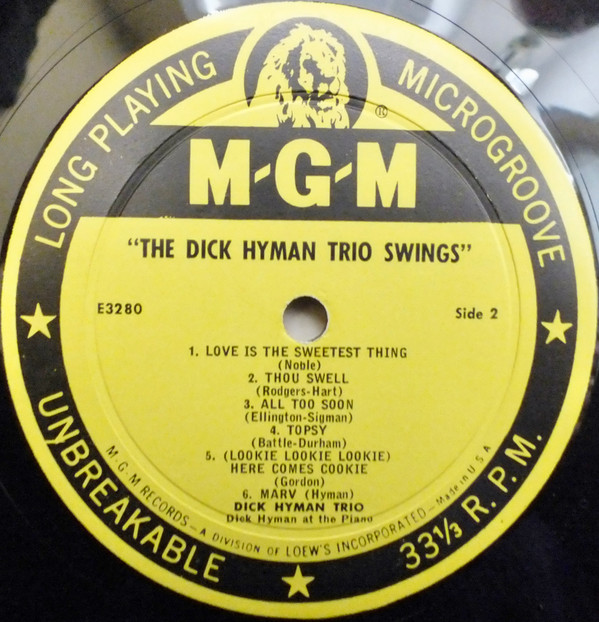 LONG PLAYING
MICROGROOVE
®
M-G-M
"THE DICK HYMAN TRIO SWINGS"
E3280
Side 2
1. LOVE IS THE SWEETEST THING
(Noble)
2. THOU SWELL
(Rodgers-Hart)
3. ALL TOO SOON
(Ellington-Sigman)
4. TOPSY
(Battle-Durham)
5. (LOOKIE LOOKIE LOOKIE)
HERE COMES COOKIE
(Gordon)
6. MARV (Hyman)
DICK HYMAN TRIO
Dick Hyman at the Piano
M-G-M RECORDS — A DIVISION OF LOEW'S INCORPORATED — Made in U.S.A
UNBREAKABLE
33⅓ R.P.M.